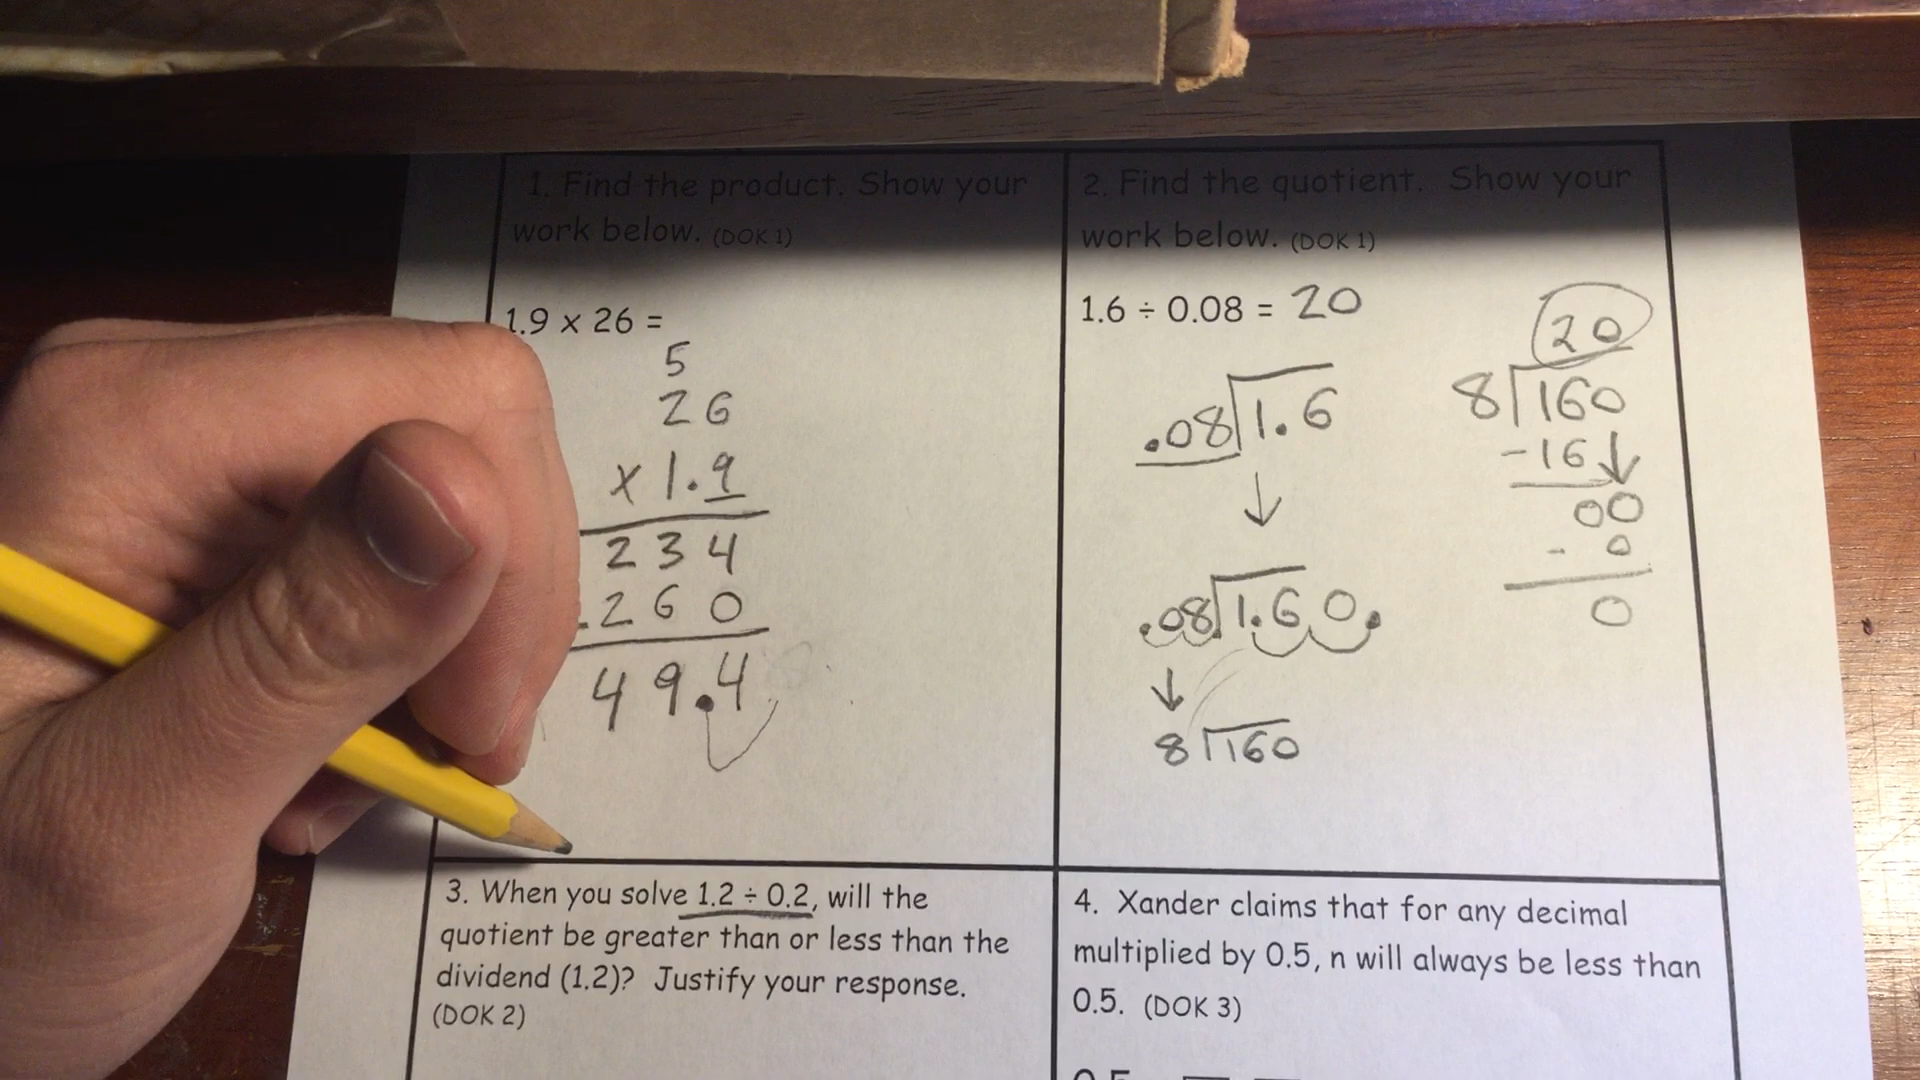 1. Find the product. Show your
work below. (DOK 1)
1.9 x 26 =
5
26
x 1.9
234
260
49.4
2. Find the quotient. Show your
work below. (DOK 1)
1.6 ÷ 0.08 = 20
.08 1.6
.08 1.60.
8 160
20
8 160
-16
00
- 0
0
3. When you solve 1.2 ÷ 0.2, will the
quotient be greater than or less than the
dividend (1.2)? Justify your response.
(DOK 2)
4. Xander claims that for any decimal
multiplied by 0.5, n will always be less than
0.5. (DOK 3)